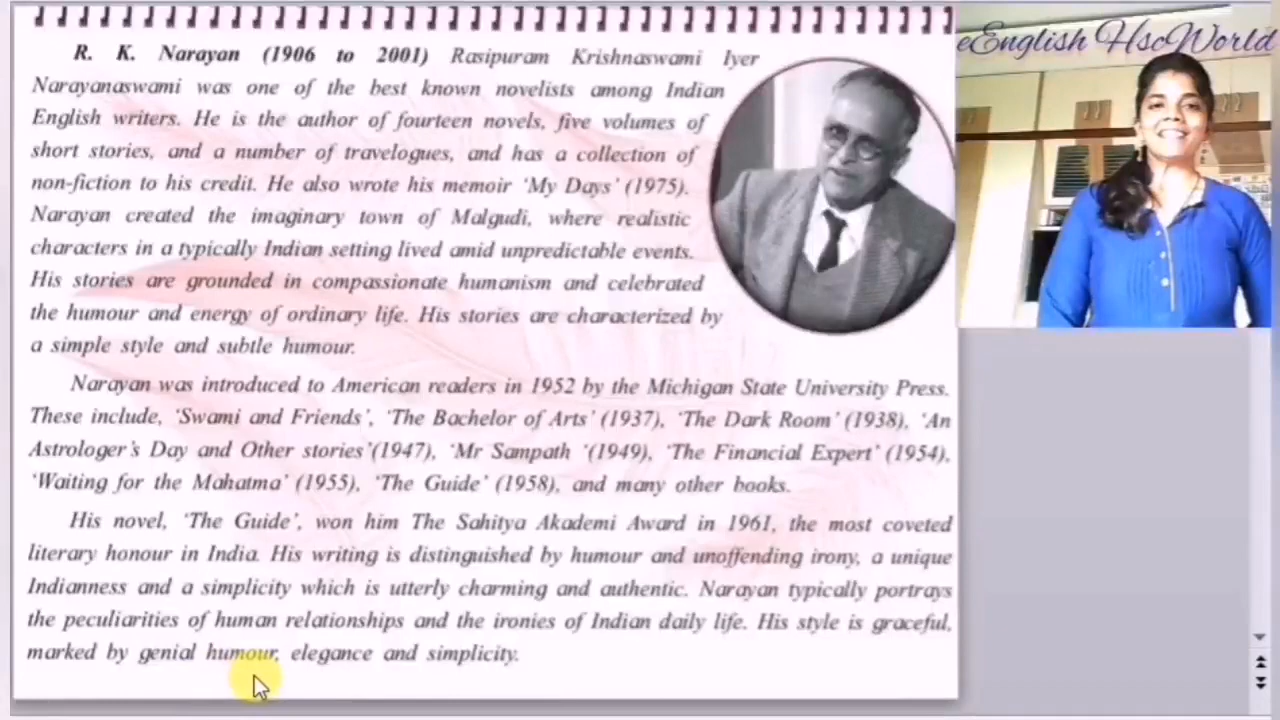 eEnglish HscWorld
R. K. Narayan (1906 to 2001) Rasipuram Krishnaswami Iyer
Narayanaswami was one of the best known novelists among Indian
English writers. He is the author of fourteen novels, five volumes of
short stories, and a number of travelogues, and has a collection of
non-fiction to his credit. He also wrote his memoir ‘My Days’ (1975).
Narayan created the imaginary town of Malgudi, where realistic
characters in a typically Indian setting lived amid unpredictable events.
His stories are grounded in compassionate humanism and celebrated
the humour and energy of ordinary life. His stories are characterized by
a simple style and subtle humour.
Narayan was introduced to American readers in 1952 by the Michigan State University Press.
These include, ‘Swami and Friends’, ‘The Bachelor of Arts’ (1937), ‘The Dark Room’ (1938), ‘An
Astrologer’s Day and Other stories’(1947), ‘Mr Sampath ‘(1949), ‘The Financial Expert’ (1954),
‘Waiting for the Mahatma’ (1955), ‘The Guide’ (1958), and many other books.
His novel, ‘The Guide’, won him The Sahitya Akademi Award in 1961, the most coveted
literary honour in India. His writing is distinguished by humour and unoffending irony, a unique
Indianness and a simplicity which is utterly charming and authentic. Narayan typically portrays
the peculiarities of human relationships and the ironies of Indian daily life. His style is graceful,
marked by genial humour, elegance and simplicity.